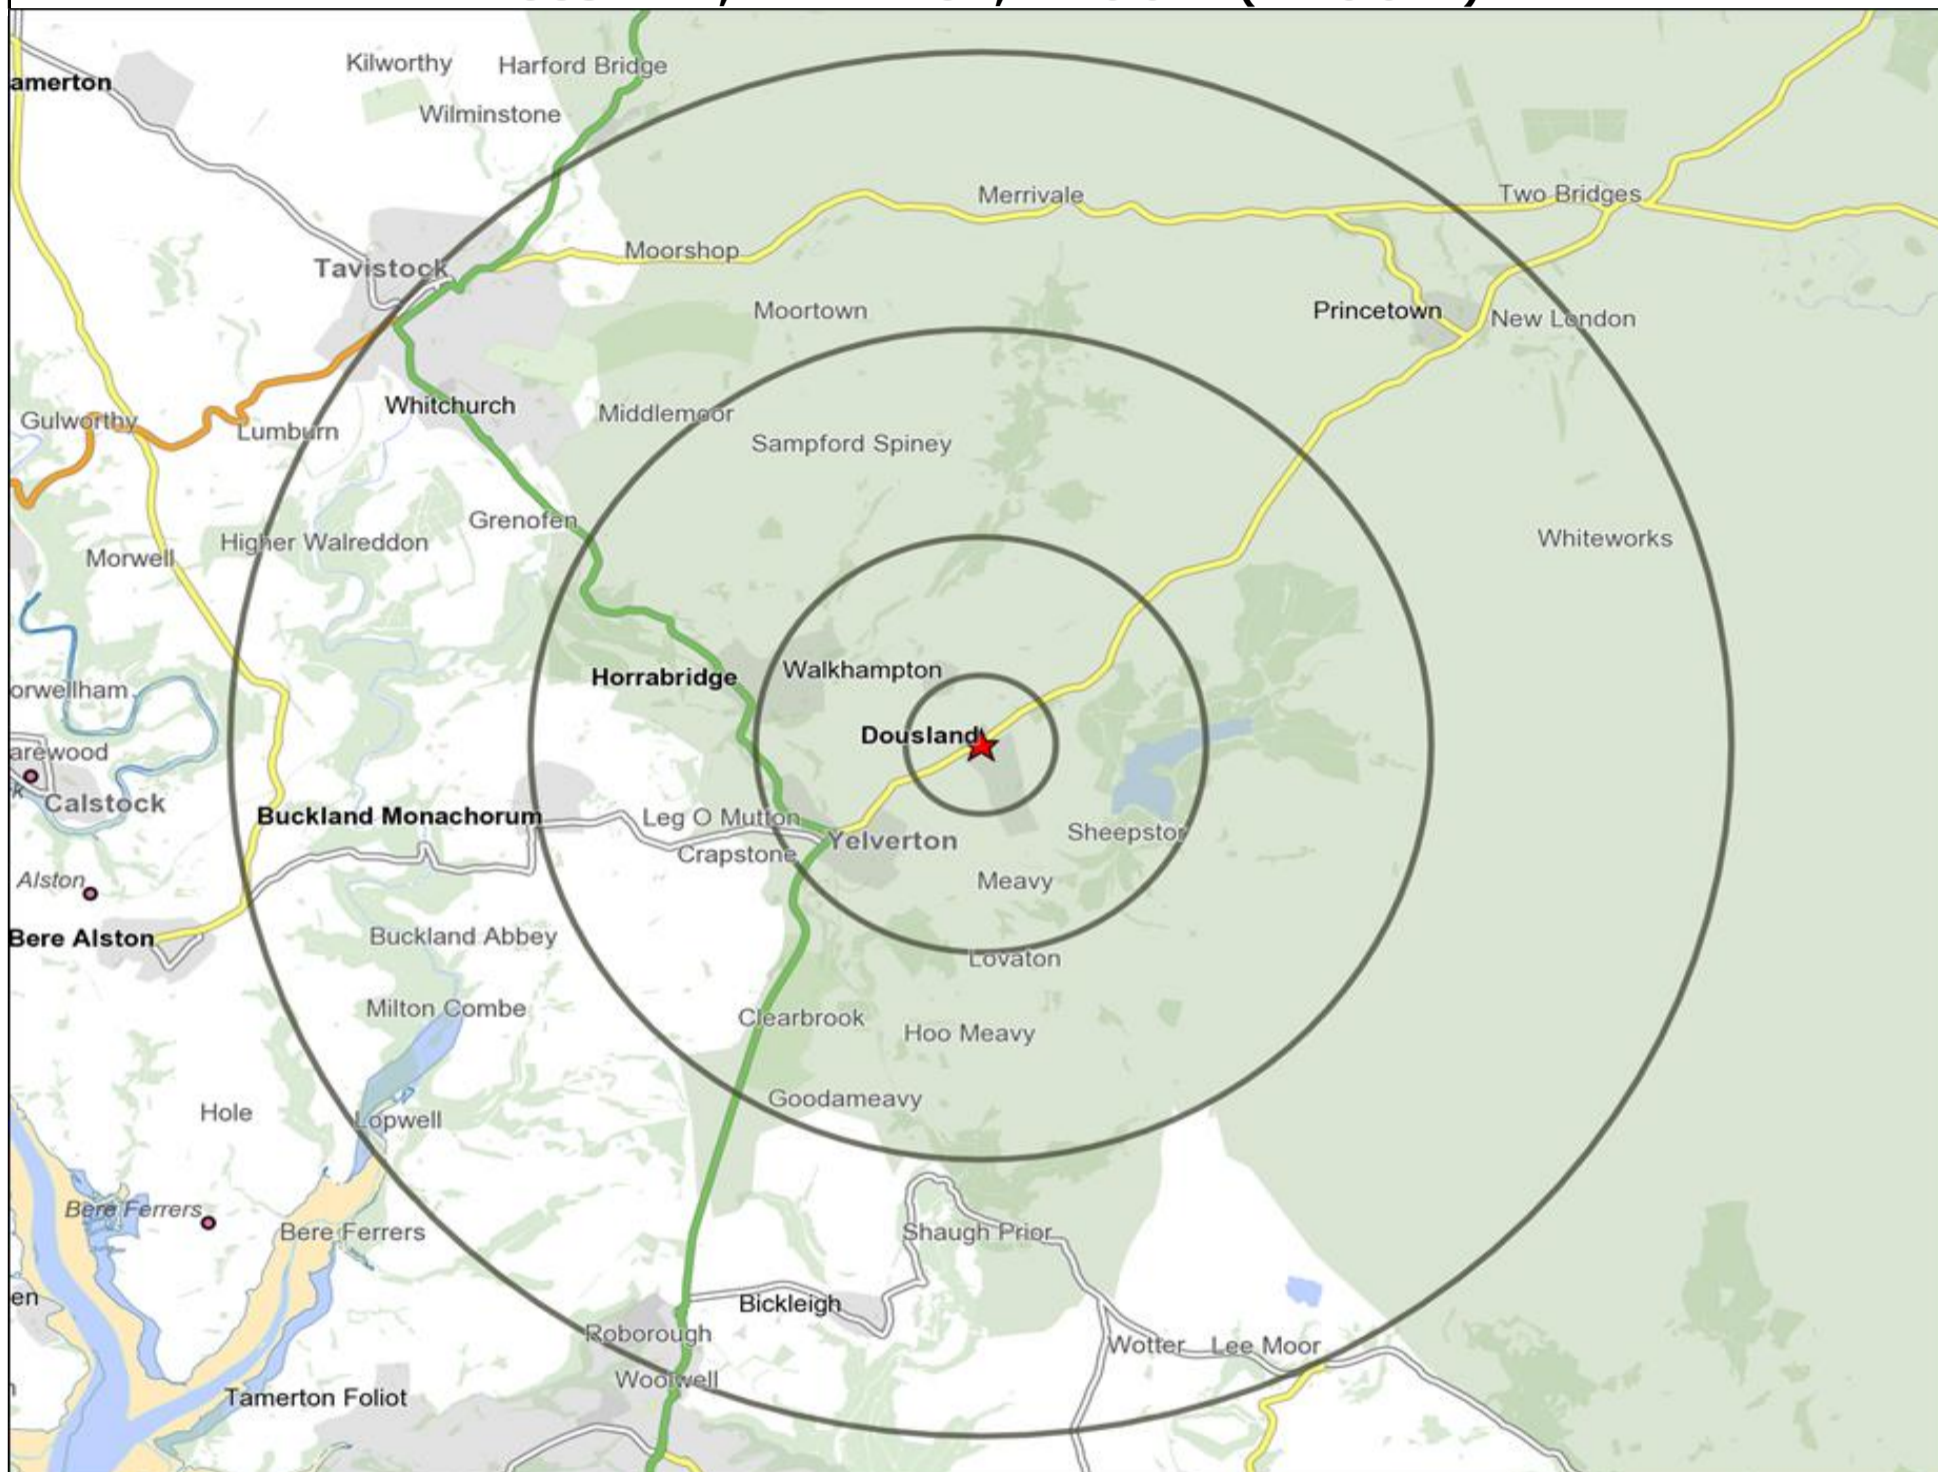 Kilworthy
Harford Bridge
amerton
Wilminstone
Merrivale
Two Bridges
Moorshop
Tavistock
Moortown
Princetown
New London
Whitchurch
Middlemoor
Gulworthy
Lumburn
Sampford Spiney
Grenofen
Whiteworks
Higher Walreddon
Morwell
Walkhampton
Horrabridge
orwellham
Dousland
arewood
k
Calstock
Buckland Monachorum
Leg O Mutton
Sheepstor
Yelverton
Crapstone
Alston
Meavy
Bere Alston
Buckland Abbey
Lovaton
Milton Combe
Clearbrook
Hoo Meavy
Goodameavy
Hole
Lopwell
Bere Ferrers
Bere Ferrers
Shaugh Prior
en
Bickleigh
Roborough
Wotter
Lee Moor
Woolwell
Tamerton Foliot